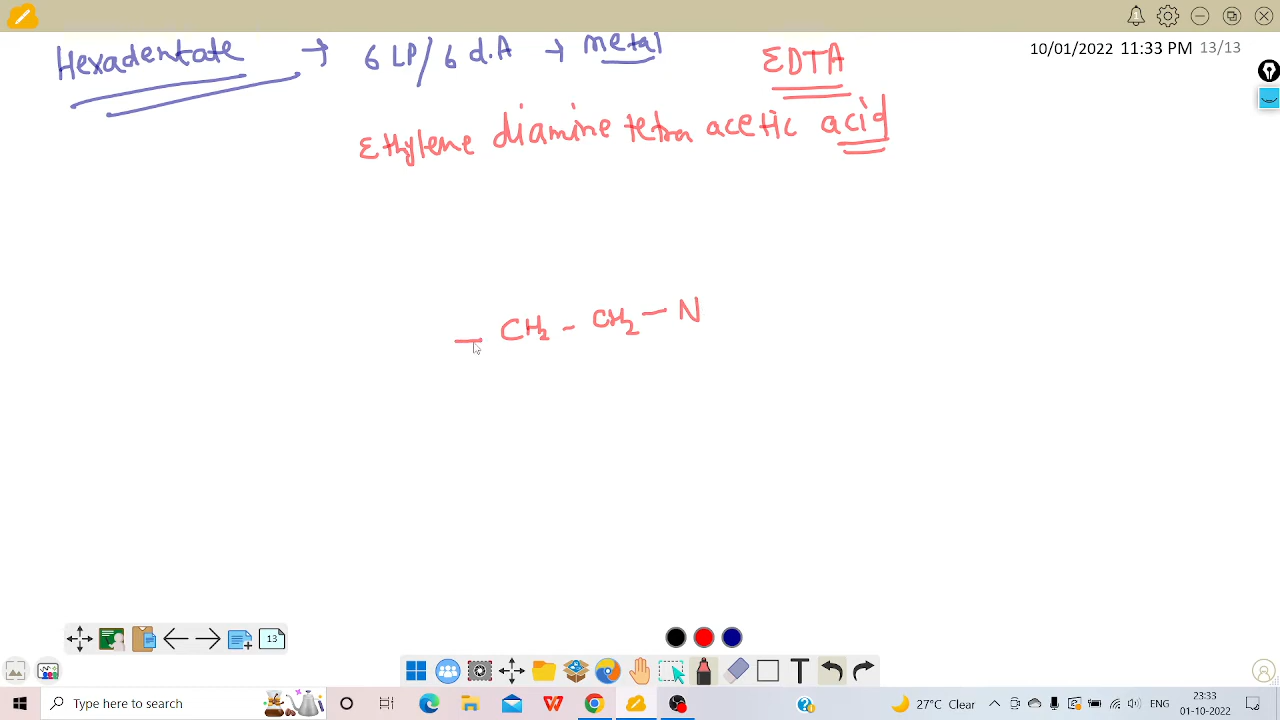 Hexadentate → 6 LP/6 d.A → metal
EDTA
10/01/2022 11:33 PM 13/13
Ethylene diamine tetra acetic acid
— CH2 - CH2 — N
13
T
Type here to search
27°C Clear
ENG
23:33
01-10-2022